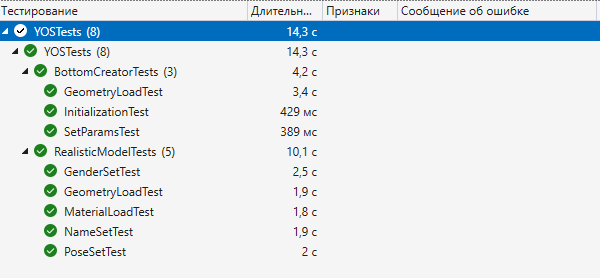 Тестирование Длительн... Признаки Сообщение об ошибке
YOSTests (8) 14,3 с
YOSTests (8) 14,3 с
BottomCreatorTests (3) 4,2 с
GeometryLoadTest 3,4 с
InitializationTest 429 мс
SetParamsTest 389 мс
RealisticModelTests (5) 10,1 с
GenderSetTest 2,5 с
GeometryLoadTest 1,9 с
MaterialLoadTest 1,8 с
NameSetTest 1,9 с
PoseSetTest 2 с